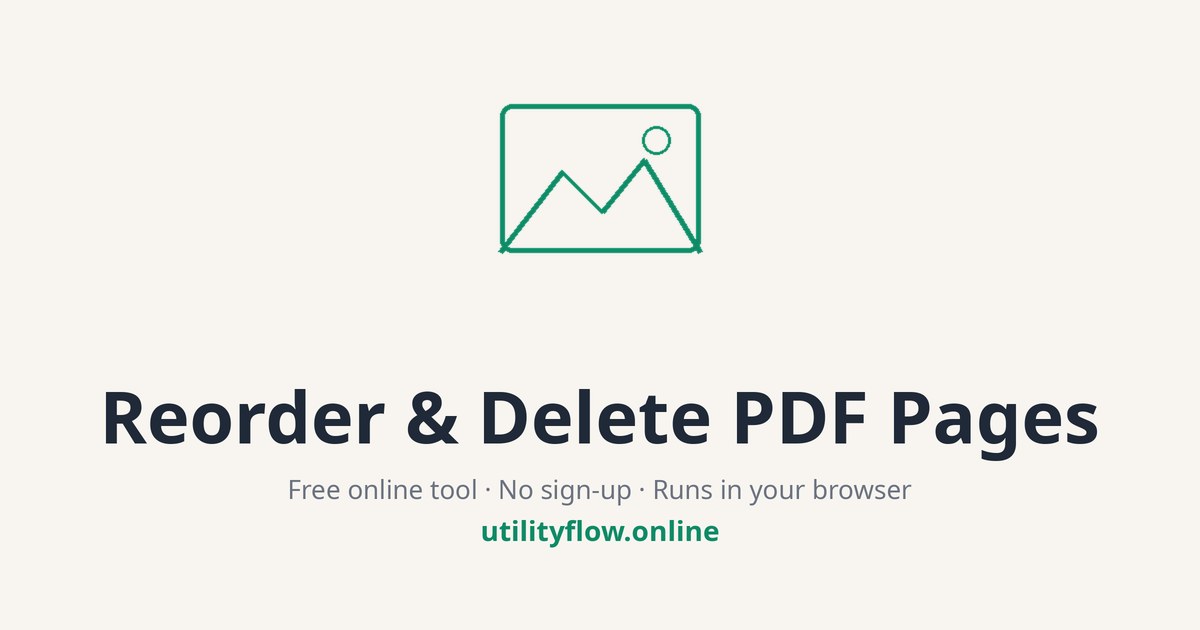 Reorder & Delete PDF Pages
Free online tool · No sign-up · Runs in your browser
utilityflow.online